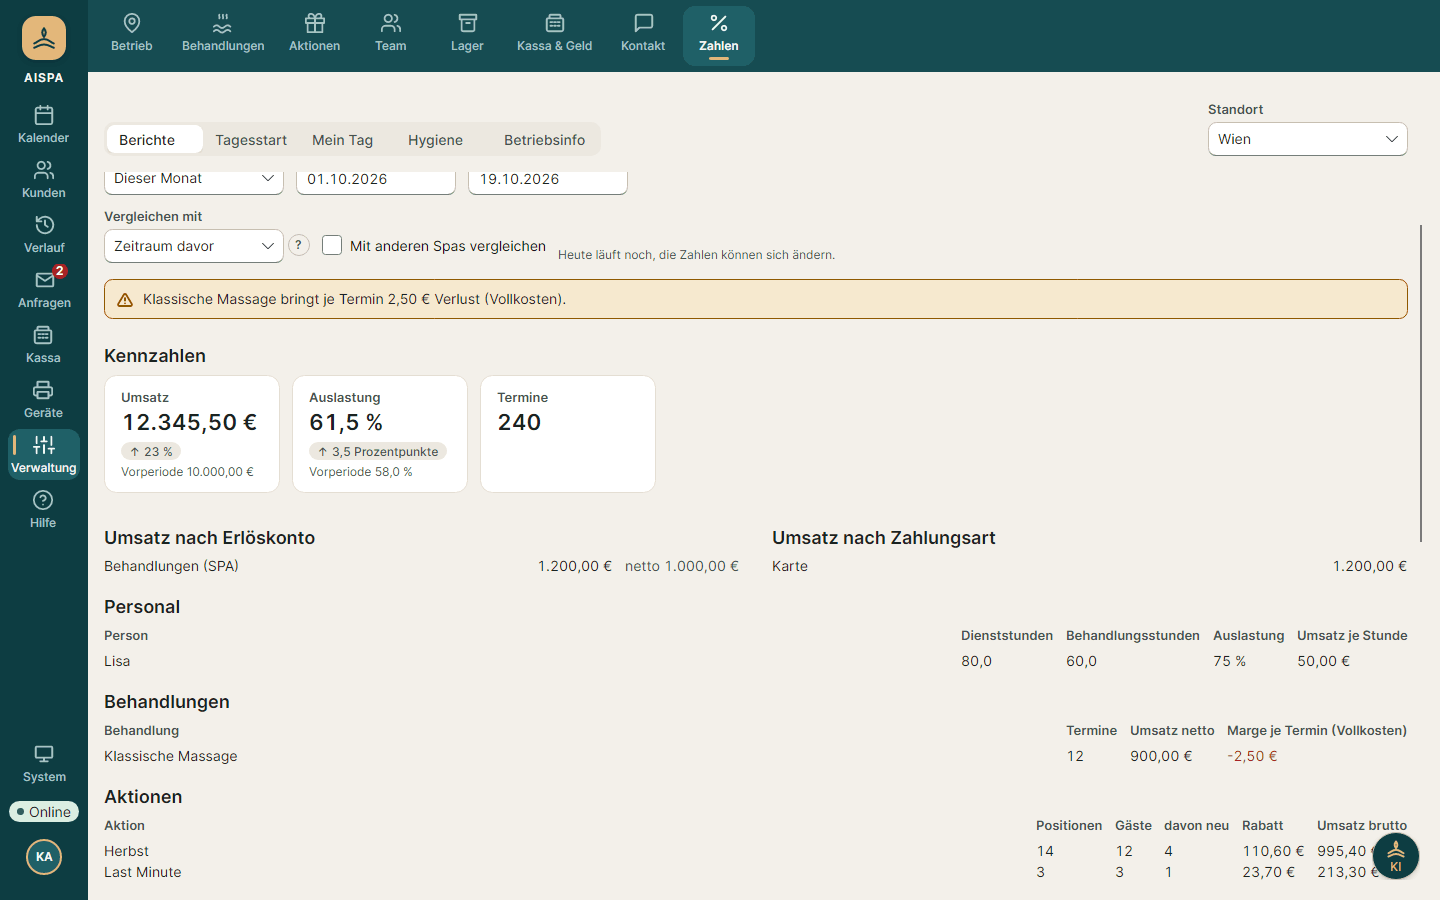 AISPA
Betrieb
Behandlungen
Aktionen
Team
Lager
Kassa & Geld
Kontakt
Zahlen
Kalender
Kunden
Verlauf
Anfragen
2
Kassa
Geräte
Verwaltung
Hilfe
System
Online
KA
Standort
Wien
Berichte
Tagesstart
Mein Tag
Hygiene
Betriebsinfo
Dieser Monat
01.10.2026
19.10.2026
Vergleichen mit
Zeitraum davor
?
Mit anderen Spas vergleichen
Heute läuft noch, die Zahlen können sich ändern.
Klassische Massage bringt je Termin 2,50 € Verlust (Vollkosten).
Kennzahlen
Umsatz
12.345,50 €
↑ 23 %
Vorperiode 10.000,00 €
Auslastung
61,5 %
↑ 3,5 Prozentpunkte
Vorperiode 58,0 %
Termine
240
Umsatz nach Erlöskonto
Behandlungen (SPA) 1.200,00 € netto 1.000,00 €
Umsatz nach Zahlungsart
Karte 1.200,00 €
Personal
Person Dienststunden Behandlungsstunden Auslastung Umsatz je Stunde
Lisa 80,0 60,0 75 % 50,00 €
Behandlungen
Behandlung Termine Umsatz netto Marge je Termin (Vollkosten)
Klassische Massage 12 900,00 € -2,50 €
Aktionen
Aktion Positionen Gäste davon neu Rabatt Umsatz brutto
Herbst 14 12 4 110,60 € 995,40
Last Minute 3 3 1 23,70 € 213,30 €
KI